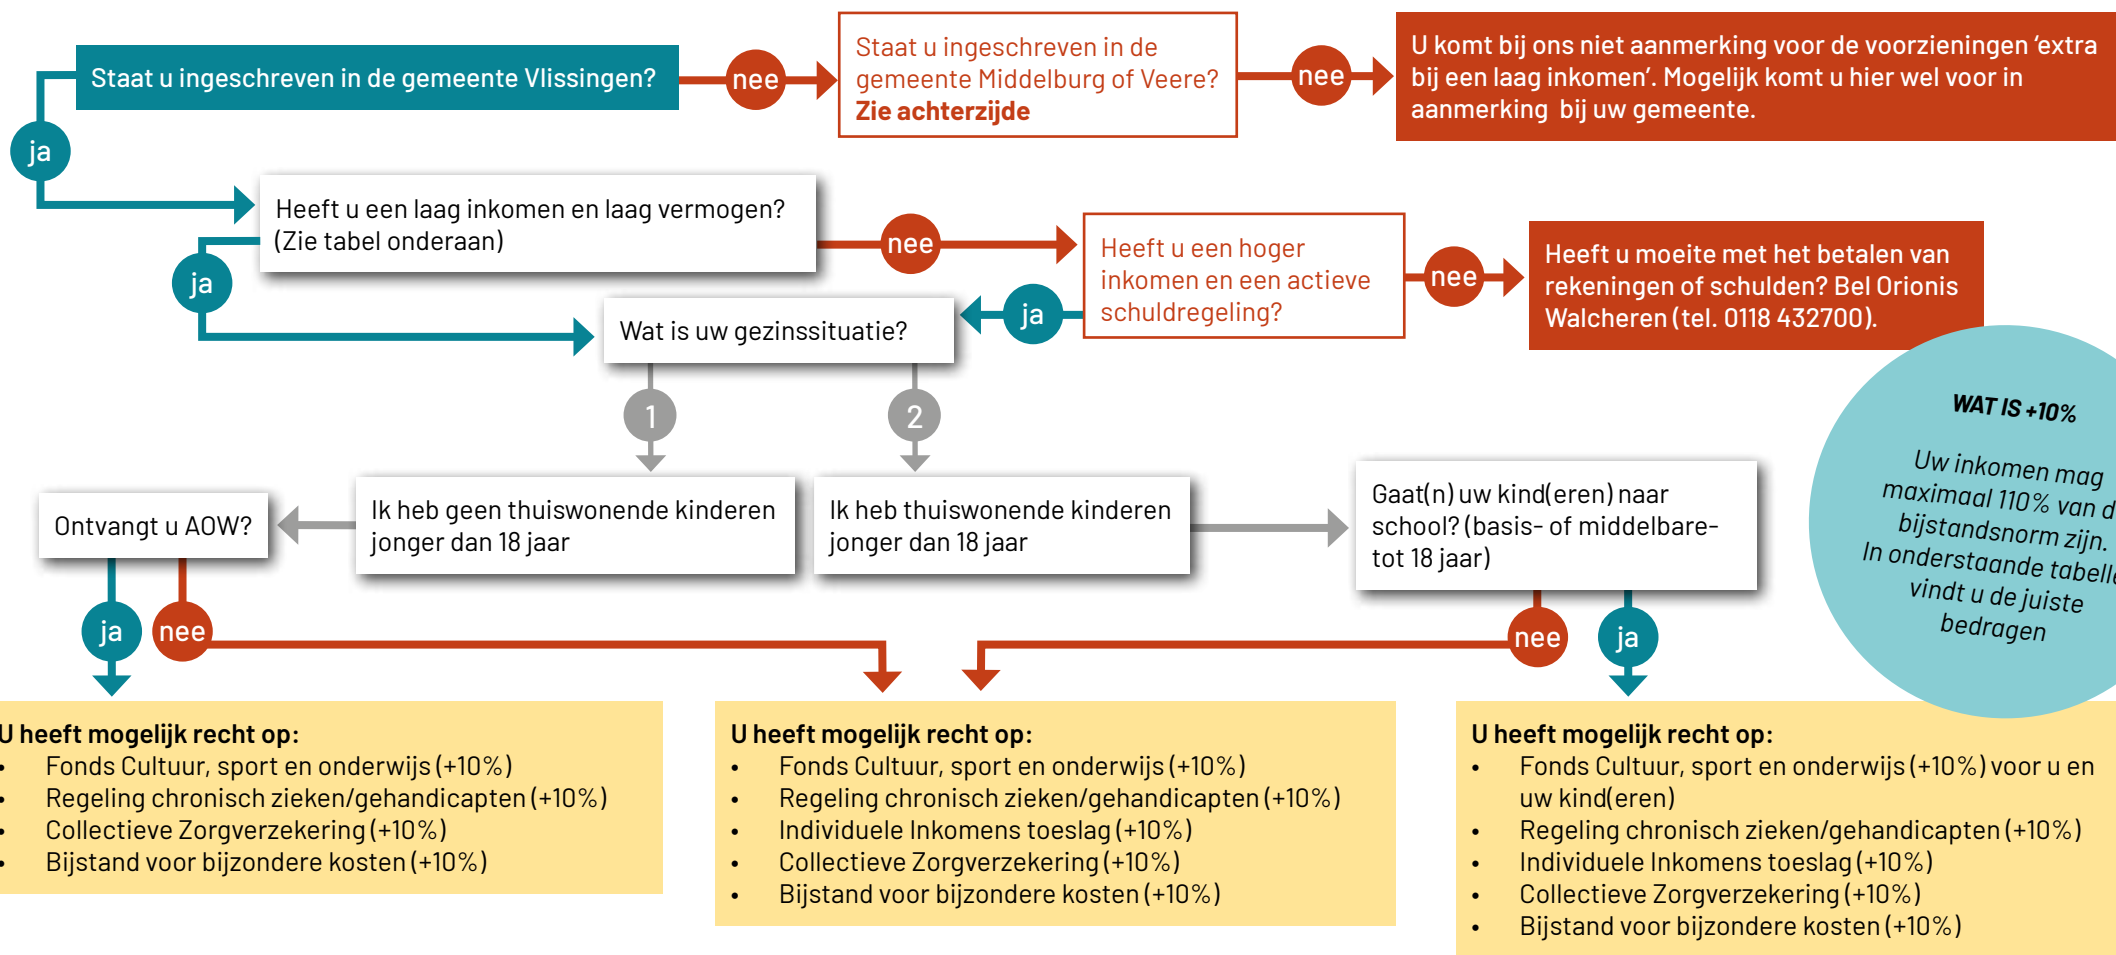 Staat u ingeschreven in de gemeente Vlissingen?
nee
Staat u ingeschreven in de
gemeente Middelburg of Veere?
Zie achterzijde
nee
U komt bij ons niet aanmerking voor de voorzieningen ‘extra
bij een laag inkomen’. Mogelijk komt u hier wel voor in
aanmerking bij uw gemeente.
ja
Heeft u een laag inkomen en laag vermogen?
(Zie tabel onderaan)
nee
Heeft u een hoger
inkomen en een actieve
schuldregeling?
nee
Heeft u moeite met het betalen van
rekeningen of schulden? Bel Orionis
Walcheren (tel. 0118 432700).
ja
ja
Wat is uw gezinssituatie?
1
2
WAT IS +10%
Uw inkomen mag
maximaal 110% van d
bijstandsnorm zijn.
In onderstaande tabelle
vindt u de juiste
bedragen
Ontvangt u AOW?
Ik heb geen thuiswonende kinderen
jonger dan 18 jaar
Ik heb thuiswonende kinderen
jonger dan 18 jaar
Gaat(n) uw kind(eren) naar
school? (basis- of middelbare-
tot 18 jaar)
ja
nee
nee
ja
U heeft mogelijk recht op:
• Fonds Cultuur, sport en onderwijs (+10%)
• Regeling chronisch zieken/gehandicapten (+10%)
• Collectieve Zorgverzekering (+10%)
• Bijstand voor bijzondere kosten (+10%)
U heeft mogelijk recht op:
• Fonds Cultuur, sport en onderwijs (+10%)
• Regeling chronisch zieken/gehandicapten (+10%)
• Individuele Inkomens toeslag (+10%)
• Collectieve Zorgverzekering (+10%)
• Bijstand voor bijzondere kosten (+10%)
U heeft mogelijk recht op:
• Fonds Cultuur, sport en onderwijs (+10%) voor u en
uw kind(eren)
• Regeling chronisch zieken/gehandicapten (+10%)
• Individuele Inkomens toeslag (+10%)
• Collectieve Zorgverzekering (+10%)
• Bijstand voor bijzondere kosten (+10%)